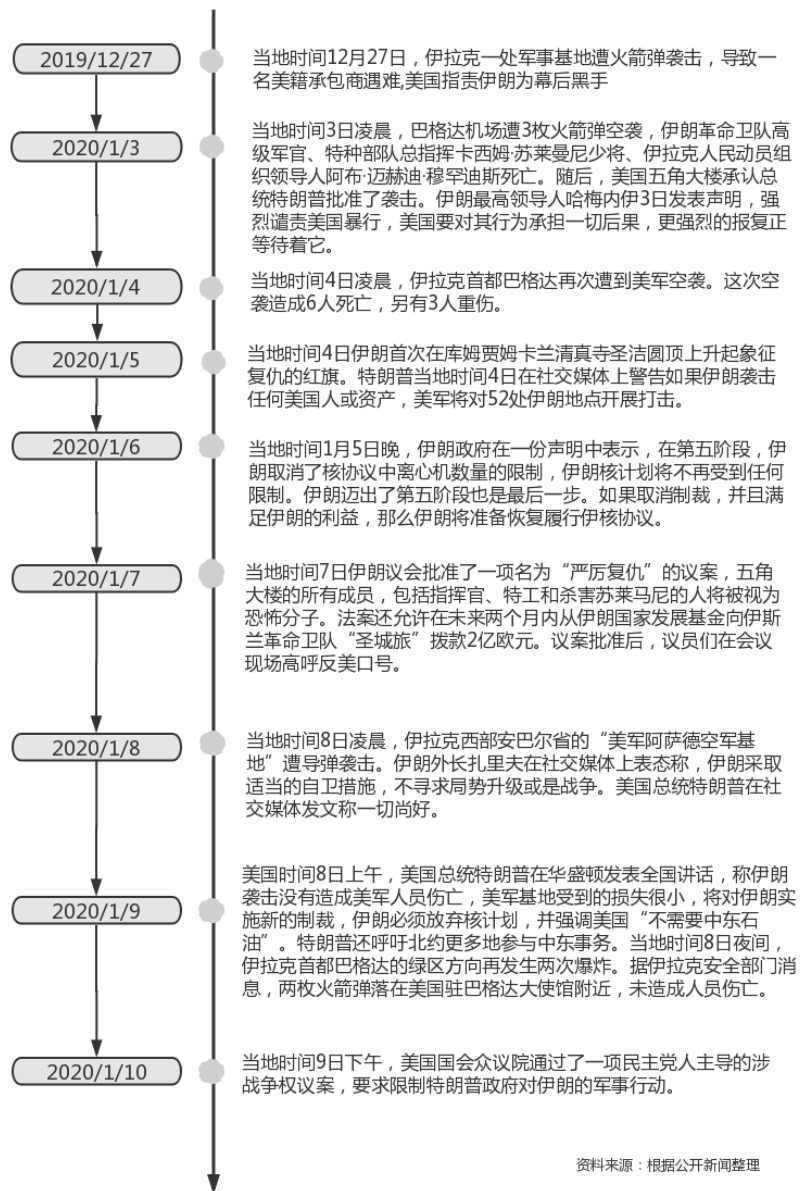 2019/12/27
当地时间12月27日，伊拉克一处军事基地遭火箭弹袭击，导致一
名美籍承包商遇难,美国指责伊朗为幕后黑手
2020/1/3
当地时间3日凌晨，巴格达机场遭3枚火箭弹空袭，伊朗革命卫队高
级军官、特种部队总指挥卡西姆·苏莱曼尼少将、伊拉克人民动员组
织领导人阿布·迈赫迪·穆罕迪斯死亡。随后，美国五角大楼承认总
统特朗普批准了袭击。伊朗最高领导人哈梅内伊3日发表声明，强
烈谴责美国暴行，美国要对其行为承担一切后果，更强烈的报复正
等待着它。
2020/1/4
当地时间4日凌晨，伊拉克首都巴格达再次遭到美军空袭。这次空
袭造成6人死亡，另有3人重伤。
2020/1/5
当地时间4日伊朗首次在库姆贾姆卡兰清真寺圣洁圆顶上升起象征
复仇的红旗。特朗普当地时间4日在社交媒体上警告如果伊朗袭击
任何美国人或资产，美军将对52处伊朗地点开展打击。
2020/1/6
当地时间1月5日晚，伊朗政府在一份声明中表示，在第五阶段，伊
朗取消了核协议中离心机数量的限制，伊朗核计划将不再受到任何
限制。伊朗迈出了第五阶段也是最后一步。如果取消制裁，并且满
足伊朗的利益，那么伊朗将准备恢复履行伊核协议。
2020/1/7
当地时间7日伊朗议会批准了一项名为“严厉复仇”的议案，五角
大楼的所有成员，包括指挥官、特工和杀害苏莱马尼的人将被视为
恐怖分子。法案还允许在未来两个月内从伊朗国家发展基金向伊斯
兰革命卫队“圣城旅”拨款2亿欧元。议案批准后，议员们在会议
现场高呼反美口号。
2020/1/8
当地时间8日凌晨，伊拉克西部安巴尔省的“美军阿萨德空军基
地”遭导弹袭击。伊朗外长扎里夫在社交媒体上表态称，伊朗采取
适当的自卫措施，不寻求局势升级或是战争。美国总统特朗普在社
交媒体发文称一切尚好。
2020/1/9
美国时间8日上午，美国总统特朗普在华盛顿发表全国讲话，称伊朗
袭击没有造成美军人员伤亡，美军基地受到的损失很小，将对伊朗实
施新的制裁，伊朗必须放弃核计划，并强调美国“不需要中东石
油”。特朗普还呼吁北约更多地参与中东事务。当地时间8日夜间，
伊拉克首都巴格达的绿区方向再发生两次爆炸。据伊拉克安全部门消
息，两枚火箭弹落在美国驻巴格达大使馆附近，未造成人员伤亡。
2020/1/10
当地时间9日下午，美国国会众议院通过了一项民主党人主导的涉
战争权议案，要求限制特朗普政府对伊朗的军事行动。
资料来源：根据公开新闻整理